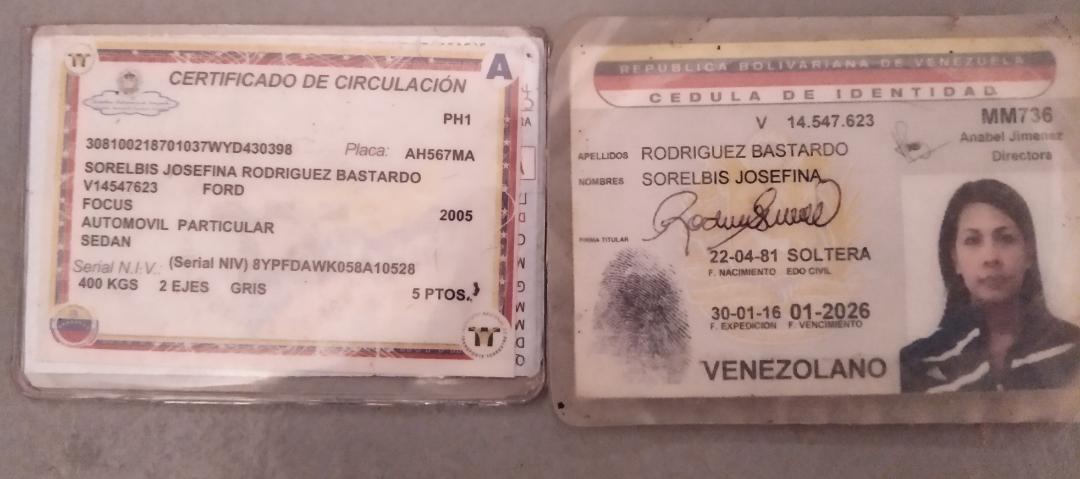 CERTIFICADO DE CIRCULACIÓN
A
PH1
308100218701037WYD430398 Placa: AH567MA
SORELBIS JOSEFINA RODRIGUEZ BASTARDO
V14547623 FORD
FOCUS 2005
AUTOMOVIL PARTICULAR
SEDAN
Serial N.I.V.: (Serial NIV) 8YPFDAWK058A10528
400 KGS 2 EJES GRIS 5 PTOS.
REPUBLICA BOLIVARIANA DE VENEZUELA
CEDULA DE IDENTIDAD
V 14.547.623 MM736
Anabel Jimenez
Directora
APELLIDOS RODRIGUEZ BASTARDO
NOMBRES SORELBIS JOSEFINA
FIRMA TITULAR
22-04-81 SOLTERA
F. NACIMIENTO EDO CIVIL
30-01-16 01-2026
F. EXPEDICION F. VENCIMIENTO
VENEZOLANO